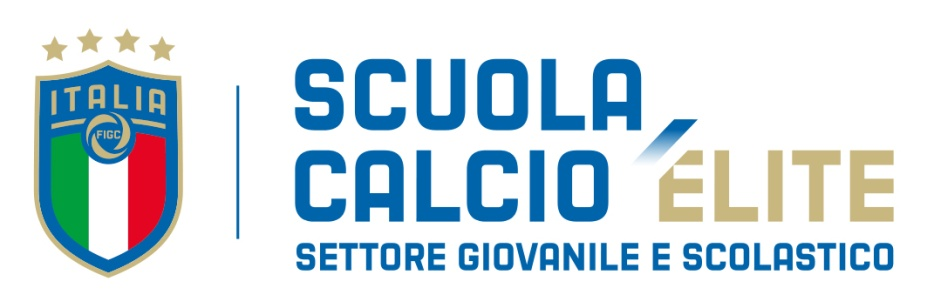 ITALIA
FIGC
SCUOLA
CALCIO ÉLITE
SETTORE GIOVANILE E SCOLASTICO